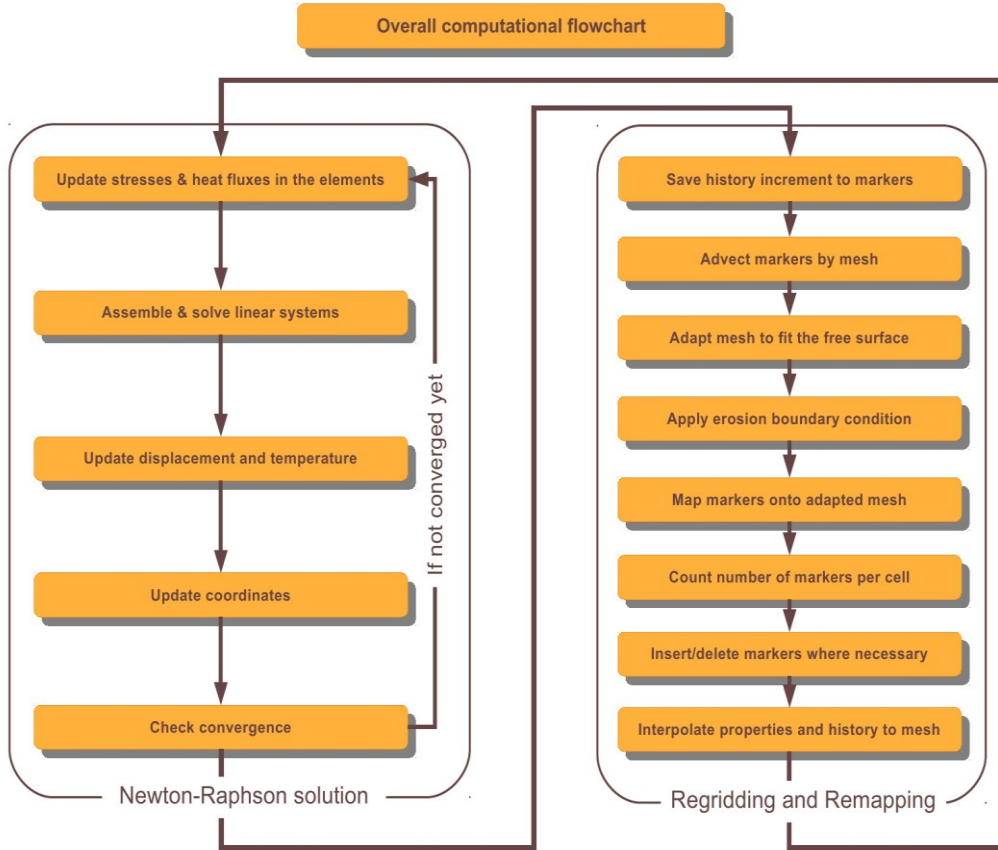 Overall computational flowchart
Update stresses & heat fluxes in the elements
Assemble & solve linear systems
Update displacement and temperature
Update coordinates
Check convergence
If not converged yet
Newton-Raphson solution
Save history increment to markers
Advect markers by mesh
Adapt mesh to fit the free surface
Apply erosion boundary condition
Map markers onto adapted mesh
Count number of markers per cell
Insert/delete markers where necessary
Interpolate properties and history to mesh
Regridding and Remapping